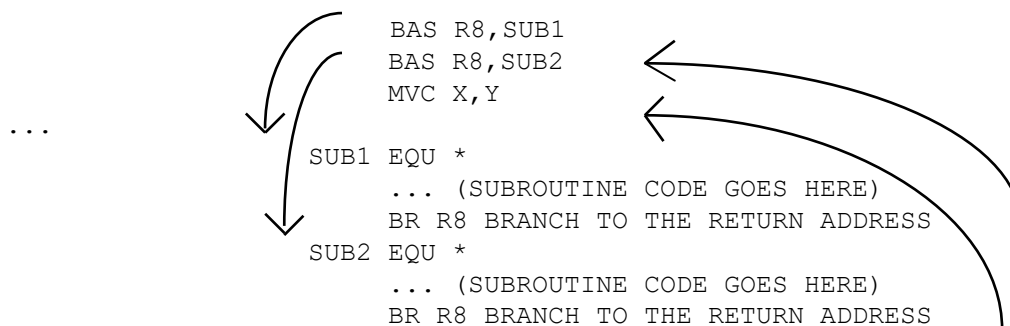 BAS R8,SUB1
BAS R8,SUB2
MVC X,Y
...
SUB1 EQU *
... (SUBROUTINE CODE GOES HERE)
BR R8 BRANCH TO THE RETURN ADDRESS
SUB2 EQU *
... (SUBROUTINE CODE GOES HERE)
BR R8 BRANCH TO THE RETURN ADDRESS